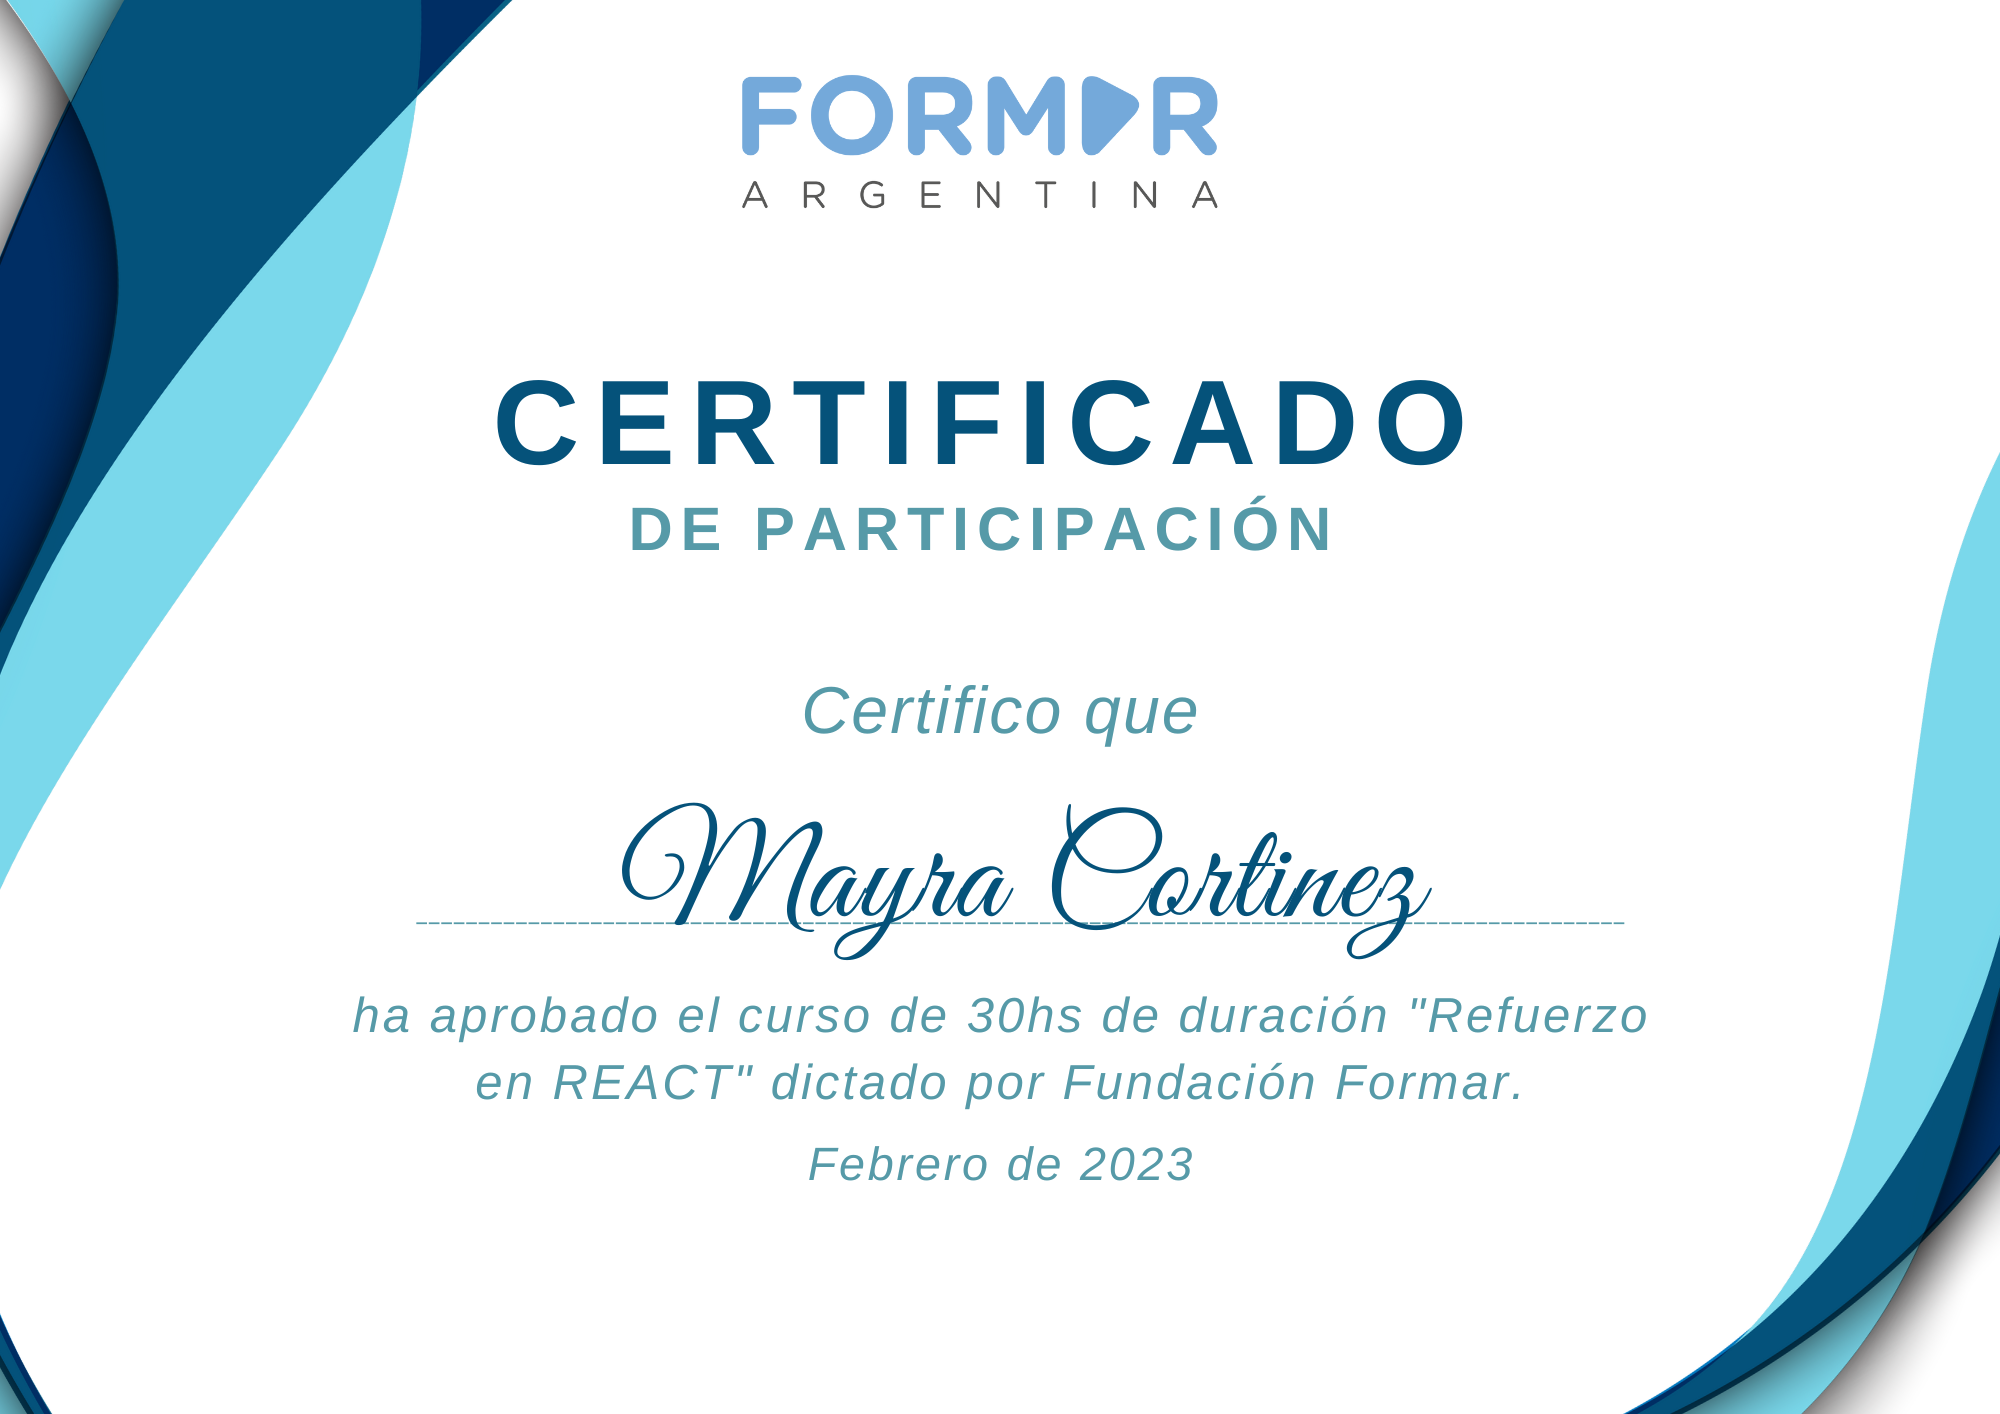 FORMAR
ARGENTINA
CERTIFICADO
DE PARTICIPACIÓN
Certifico que
Mayra Cortinez
ha aprobado el curso de 30hs de duración "Refuerzo
en REACT" dictado por Fundación Formar.
Febrero de 2023